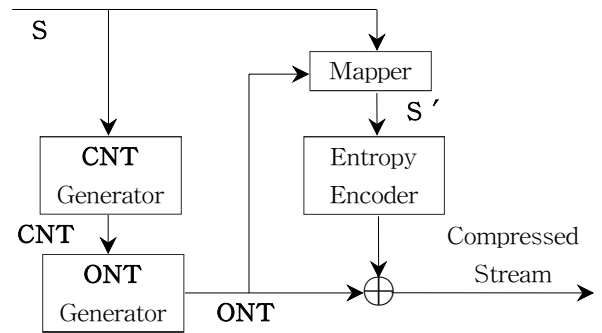 S
Mapper
S ′
CNT
Generator
Entropy
Encoder
CNT
ONT
Generator
ONT
Compressed
Stream